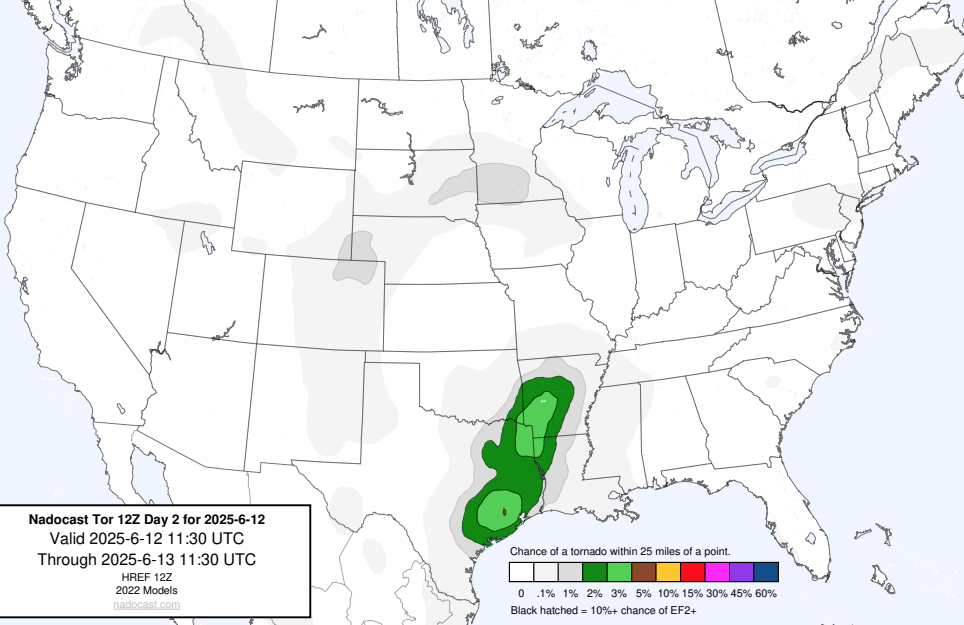 Nadocast Tor 12Z Day 2 for 2025-6-12
Valid 2025-6-12 11:30 UTC
Through 2025-6-13 11:30 UTC
HREF 12Z
2022 Models
nadocast.com
Chance of a tornado within 25 miles of a point.
0 .1% 1% 2% 3% 5% 10% 15% 30% 45% 60%
Black hatched = 10%+ chance of EF2+